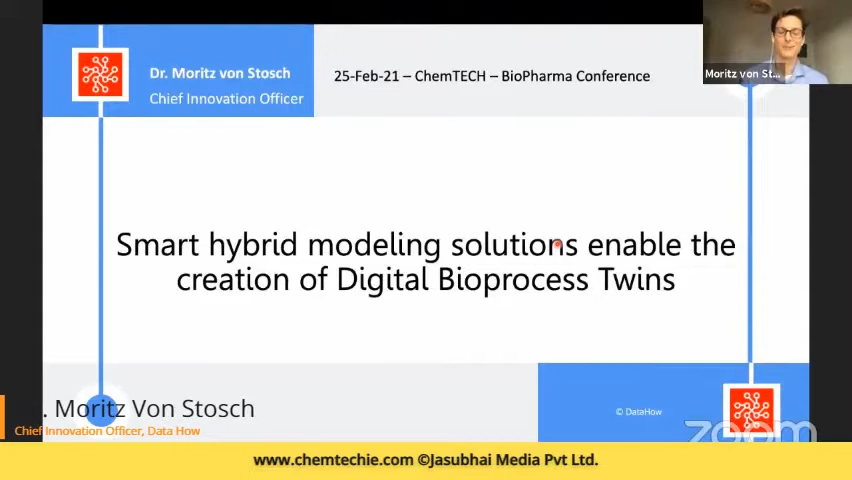 Dr. Moritz von Stosch
Chief Innovation Officer
25-Feb-21 – ChemTECH – BioPharma Conference
Moritz von St...
Smart hybrid modeling solutions enable the
creation of Digital Bioprocess Twins
. Moritz Von Stosch
Chief Innovation Officer, Data How
© DataHow
zoom
www.chemtechie.com ©Jasubhai Media Pvt Ltd.